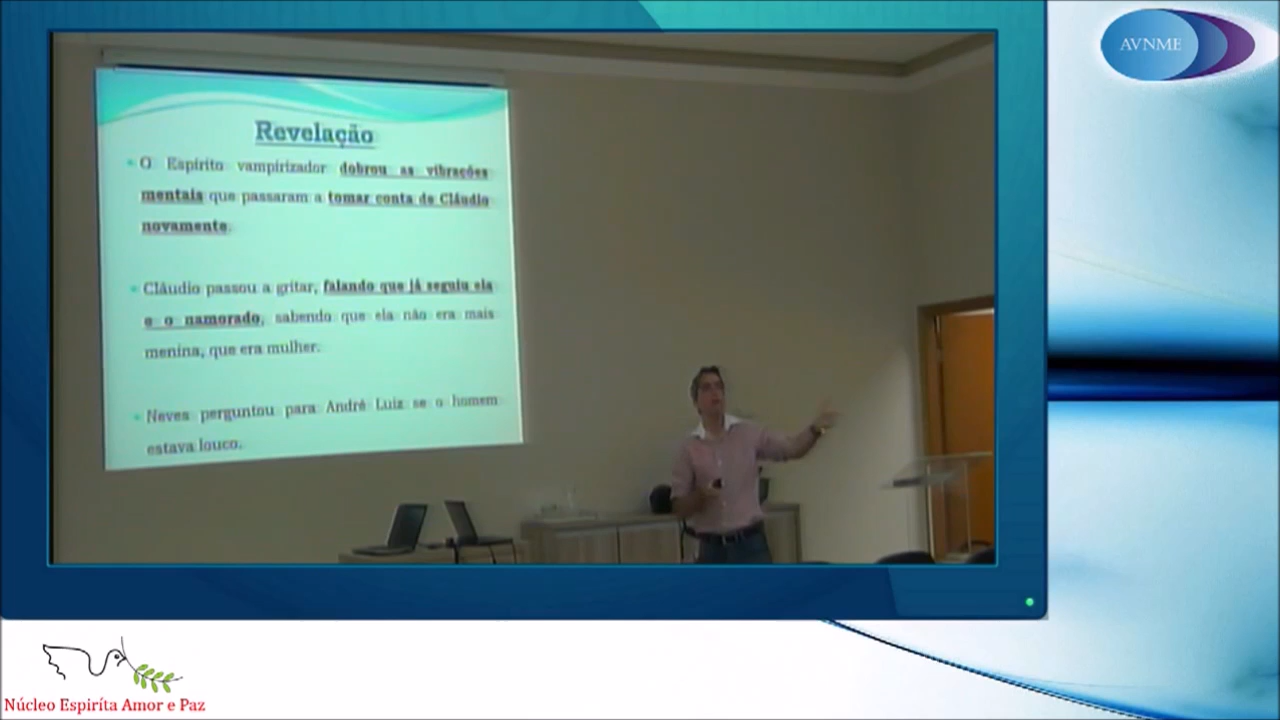 AVNME
Revelação
O Espírito vampirizador dobrou as vibrações
mentais que passaram a tomar conta de Cláudio
novamente.
Cláudio passou a gritar, falando que já seguiu ela
e o namorado, sabendo que ela não era mais
menina, que era mulher.
Neves perguntou para André Luiz se o homem
estava louco.
Núcleo Espiríta Amor e Paz